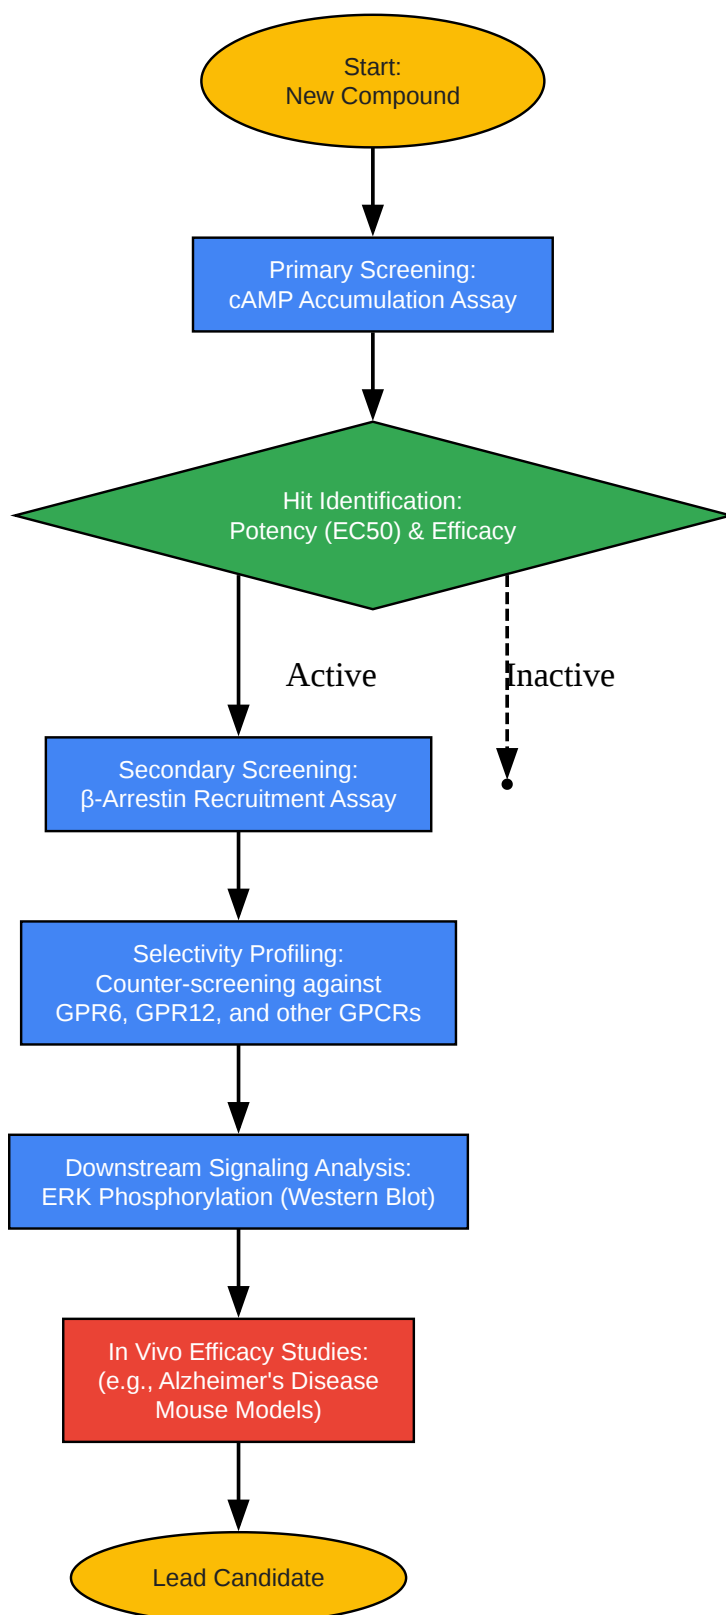 Start:
New Compound
Primary Screening:
cAMP Accumulation Assay
Hit Identification:
Potency (EC50) & Efficacy
Active
Inactive
Secondary Screening:
β-Arrestin Recruitment Assay
Selectivity Profiling:
Counter-screening against
GPR6, GPR12, and other GPCRs
Downstream Signaling Analysis:
ERK Phosphorylation (Western Blot)
In Vivo Efficacy Studies:
(e.g., Alzheimer's Disease
Mouse Models)
Lead Candidate